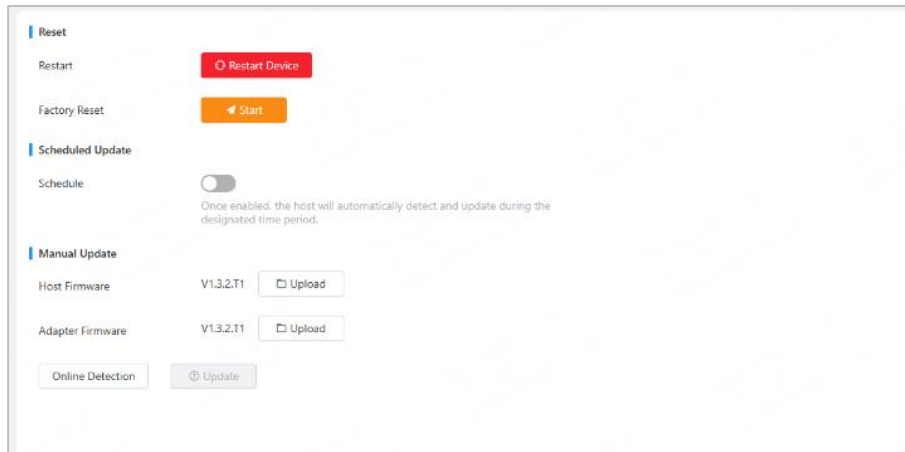 Reset
Restart
Restart Device
Factory Reset
Start
Scheduled Update
Schedule
Once enabled, the host will automatically detect and update during the
designated time period.
Manual Update
Host Firmware
V1.3.2.T1
Upload
Adapter Firmware
V1.3.2.T1
Upload
Online Detection
Update